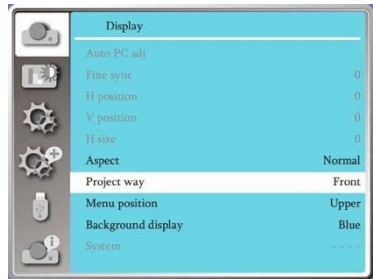 Display
Auto PC adj
Fine sync 0
H position 0
V position 0
H size 0
Aspect Normal
Project way Front
Menu position Upper
Background display Blue
System - - - -